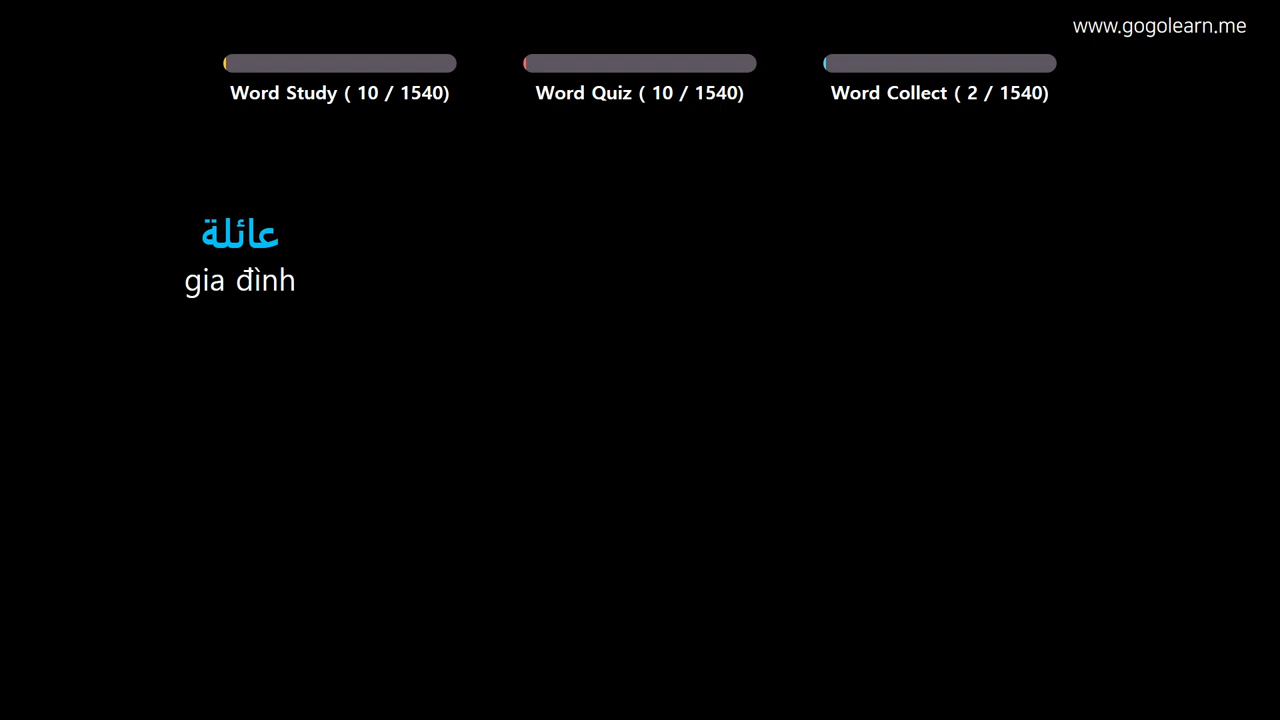 www.gogolearn.me
Word Study ( 10 / 1540)
Word Quiz ( 10 / 1540)
Word Collect ( 2 / 1540)
عائلة
gia đình